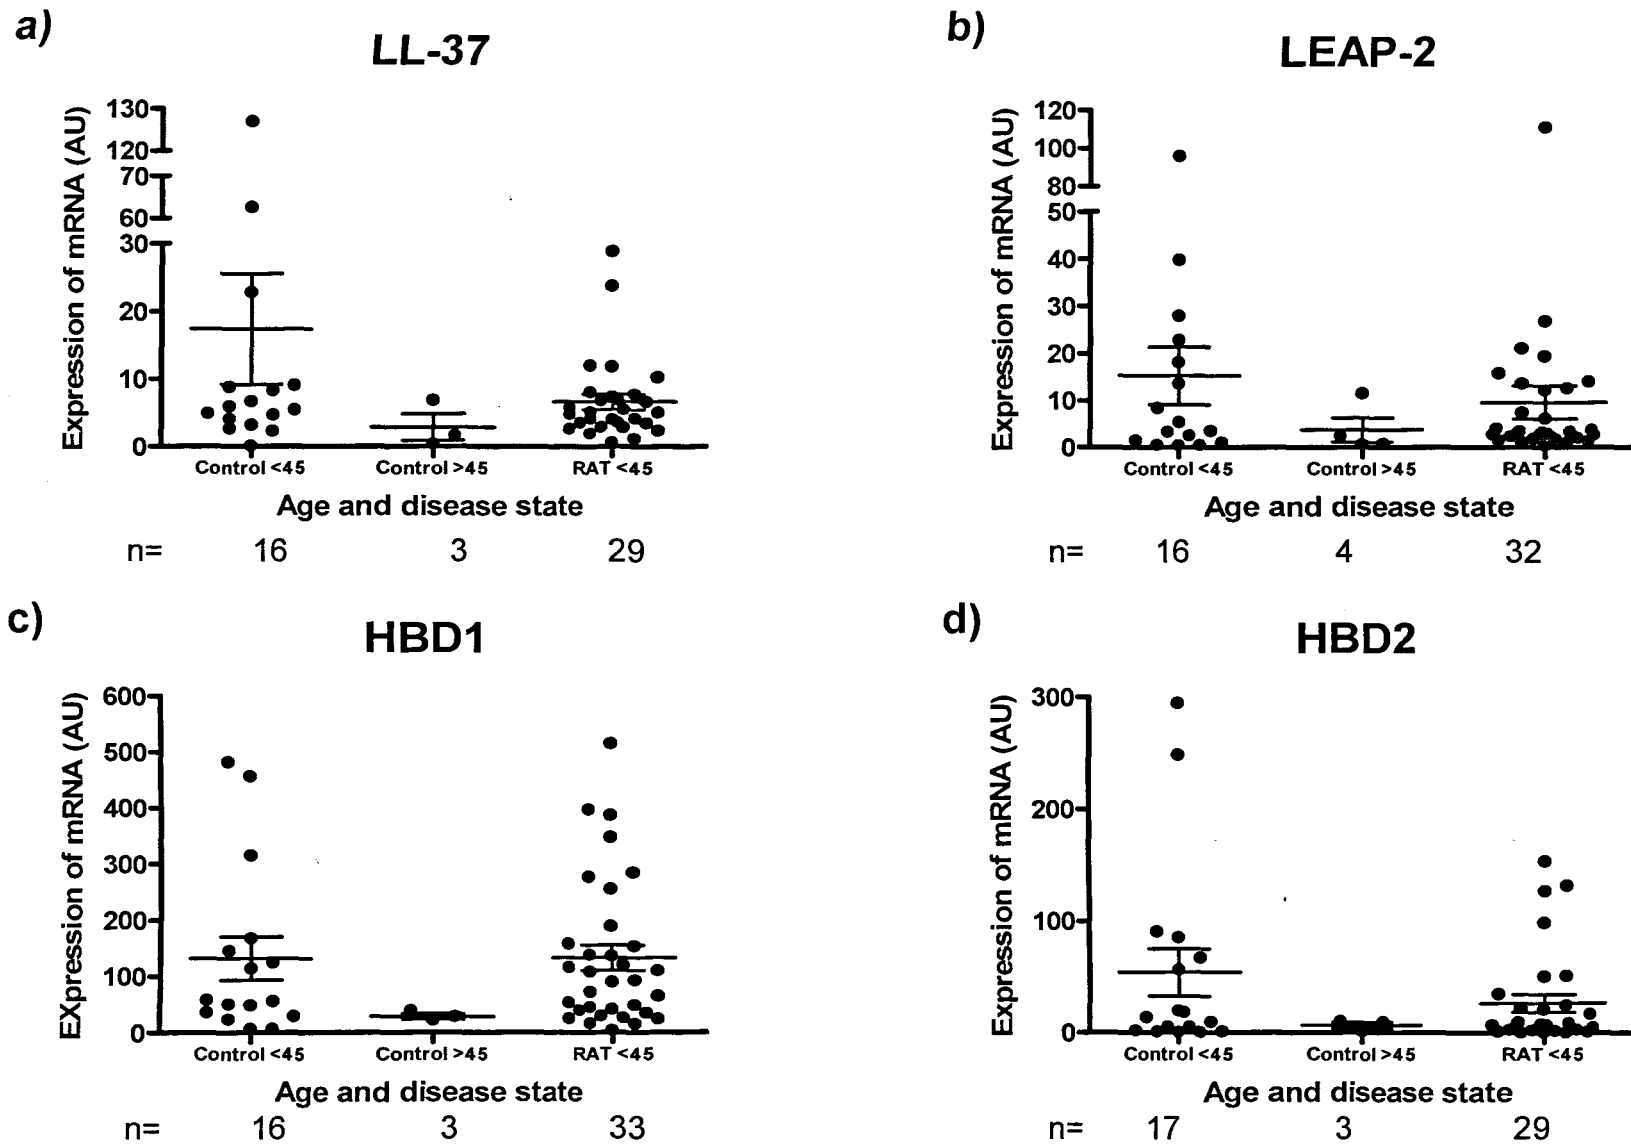 a)
LL-37
Expression of mRNA (AU)
130
120
70
60
30
20
10
0
Control <45
Control >45
RAT <45
Age and disease state
n= 16 3 29
b)
LEAP-2
Expression of mRNA (AU)
120
100
80
50
40
30
20
10
0
Control <45
Control >45
RAT <45
Age and disease state
n= 16 4 32
c)
HBD1
EXpression of mRNA (AU)
600
500
400
300
200
100
0
Control <45
Control >45
RAT <45
Age and disease state
n= 16 3 33
d)
HBD2
Expression of mRNA (AU)
300
200
100
0
Control <45
Control >45
RAT <45
Age and disease state
n= 17 3 29